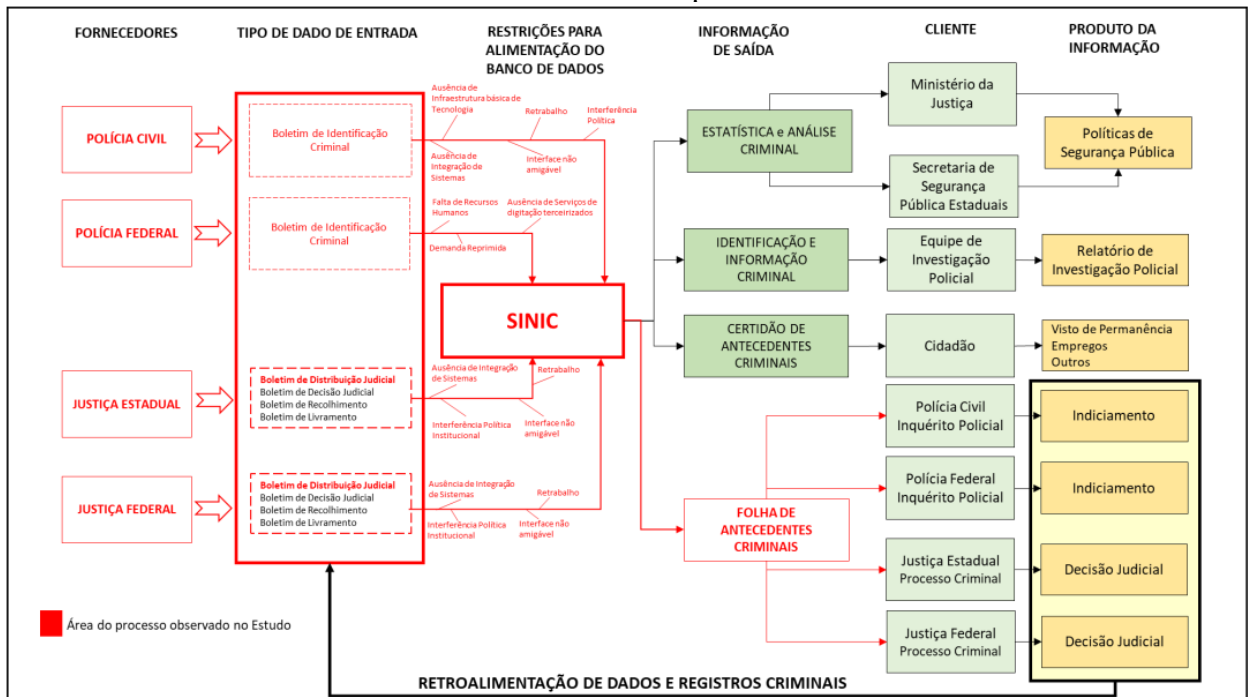 FORNECEDORES
TIPO DE DADO DE ENTRADA
RESTRIÇÕES PARA
ALIMENTAÇÃO DO
BANCO DE DADOS
INFORMAÇÃO
DE SAÍDA
CLIENTE
PRODUTO DA
INFORMAÇÃO
POLÍCIA CIVIL
Boletim de Identificação
Criminal
Ausência de
Infraestrutura básica de
Tecnologia
Retrabalho
Interferência
Política
Ausência de
Integração de
Sistemas
Interface não
amigável
POLÍCIA FEDERAL
Boletim de Identificação
Criminal
Falta de Recursos
Humanos
Ausência de Serviços de
digitação terceirizados
Demanda Reprimida
SINIC
JUSTIÇA ESTADUAL
Boletim de Distribuição Judicial
Boletim de Decisão Judicial
Boletim de Recolhimento
Boletim de Livramento
Ausência de Integração
de Sistemas
Retrabalho
Interferência Política
Institucional
Interface não
amigável
JUSTIÇA FEDERAL
Boletim de Distribuição Judicial
Boletim de Decisão Judicial
Boletim de Recolhimento
Boletim de Livramento
Ausência de Integração
de Sistemas
Retrabalho
Interferência Política
Institucional
Interface não
amigável
ESTATÍSTICA e ANÁLISE
CRIMINAL
Ministério da
Justiça
Secretaria de
Segurança
Pública Estaduais
Políticas de
Segurança Pública
IDENTIFICAÇÃO E
INFORMAÇÃO
CRIMINAL
Equipe de
Investigação
Policial
Relatório de
Investigação Policial
CERTIDÃO DE
ANTECEDENTES
CRIMINAIS
Cidadão
Visto de Permanência
Empregos
Outros
FOLHA DE
ANTECEDENTES
CRIMINAIS
Polícia Civil
Inquérito Policial
Indiciamento
Polícia Federal
Inquérito Policial
Indiciamento
Justiça Estadual
Processo Criminal
Decisão Judicial
Justiça Federal
Processo Criminal
Decisão Judicial
Área do processo observado no Estudo
RETROALIMENTAÇÃO DE DADOS E REGISTROS CRIMINAIS